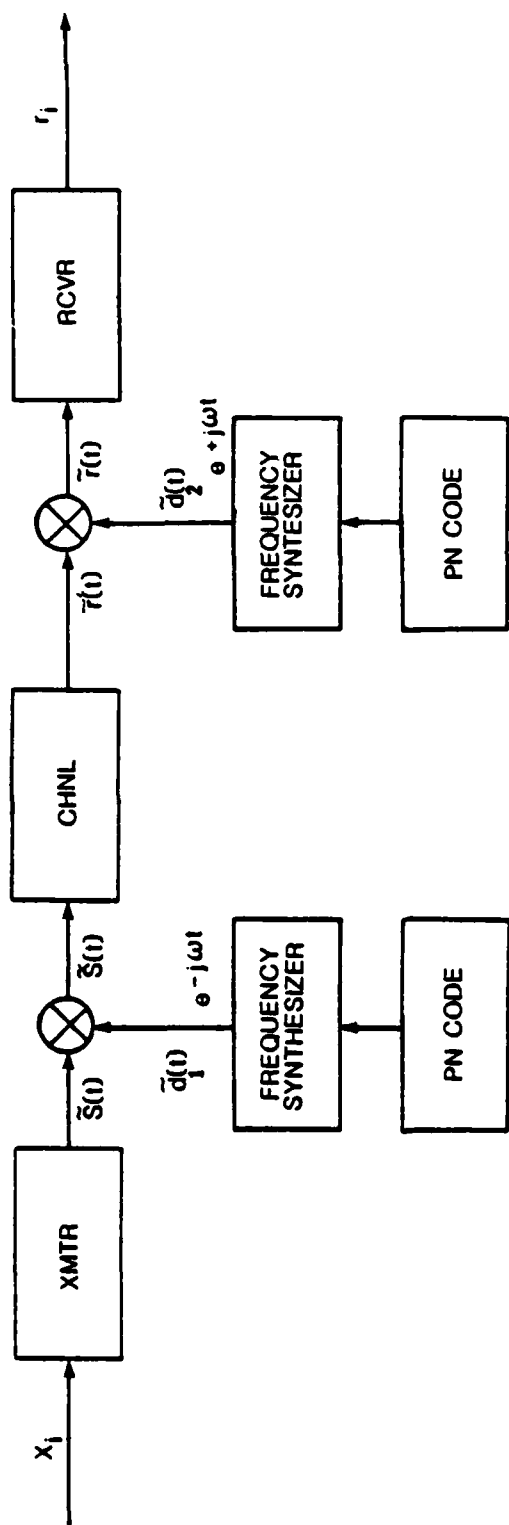 Xᵢ
XMTR
S̃(t)
S̃'(t)
CHNL
r̃'(t)
r̃(t)
RCVR
rᵢ
d̃₁(t)
e^-jωt
FREQUENCY
SYNTHESIZER
PN CODE
d̃₂(t)
e^+jωt
FREQUENCY
SYNTESIZER
PN CODE